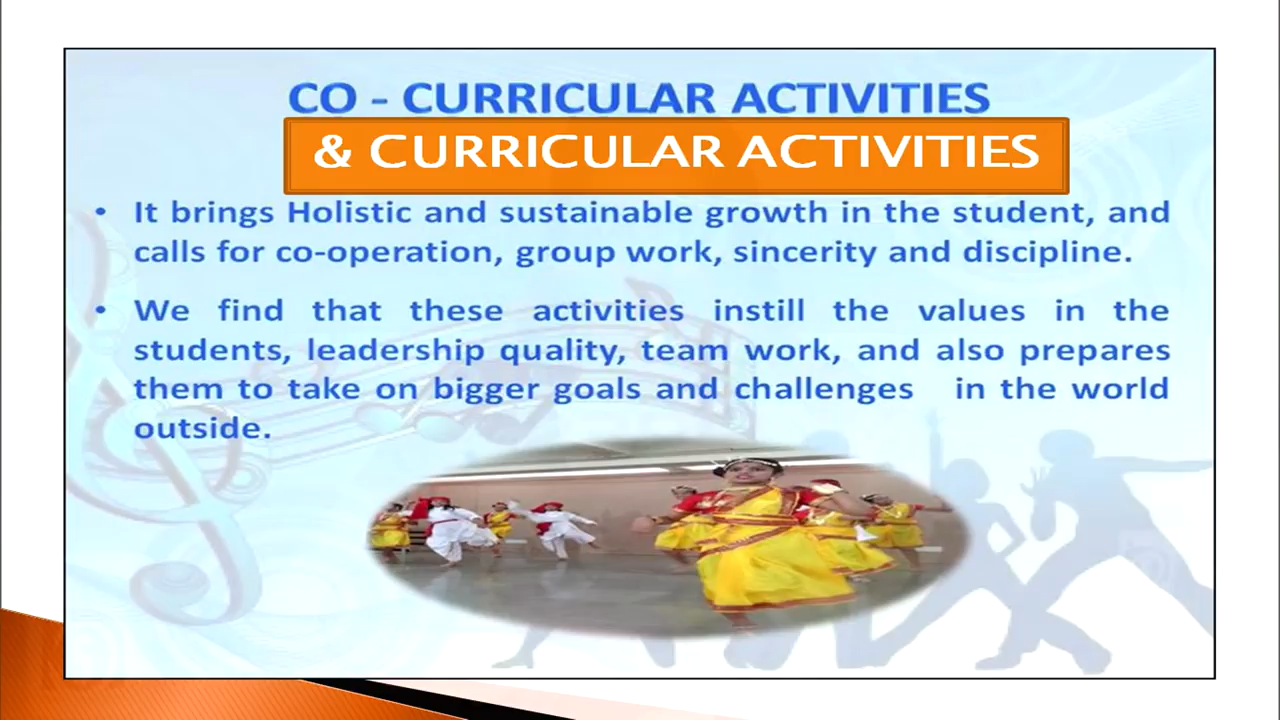 CO - CURRICULAR ACTIVITIES
& CURRICULAR ACTIVITIES
• It brings Holistic and sustainable growth in the student, and
calls for co-operation, group work, sincerity and discipline.
• We find that these activities instill the values in the
students, leadership quality, team work, and also prepares
them to take on bigger goals and challenges in the world
outside.